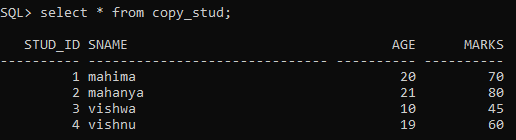 SQL> select * from copy_stud;
   STUD_ID SNAME                                 AGE      MARKS
---------- ------------------------------ ---------- ----------
         1 mahima                                 20         70
         2 mahanya                                21         80
         3 vishwa                                 10         45
         4 vishnu                                 19         60